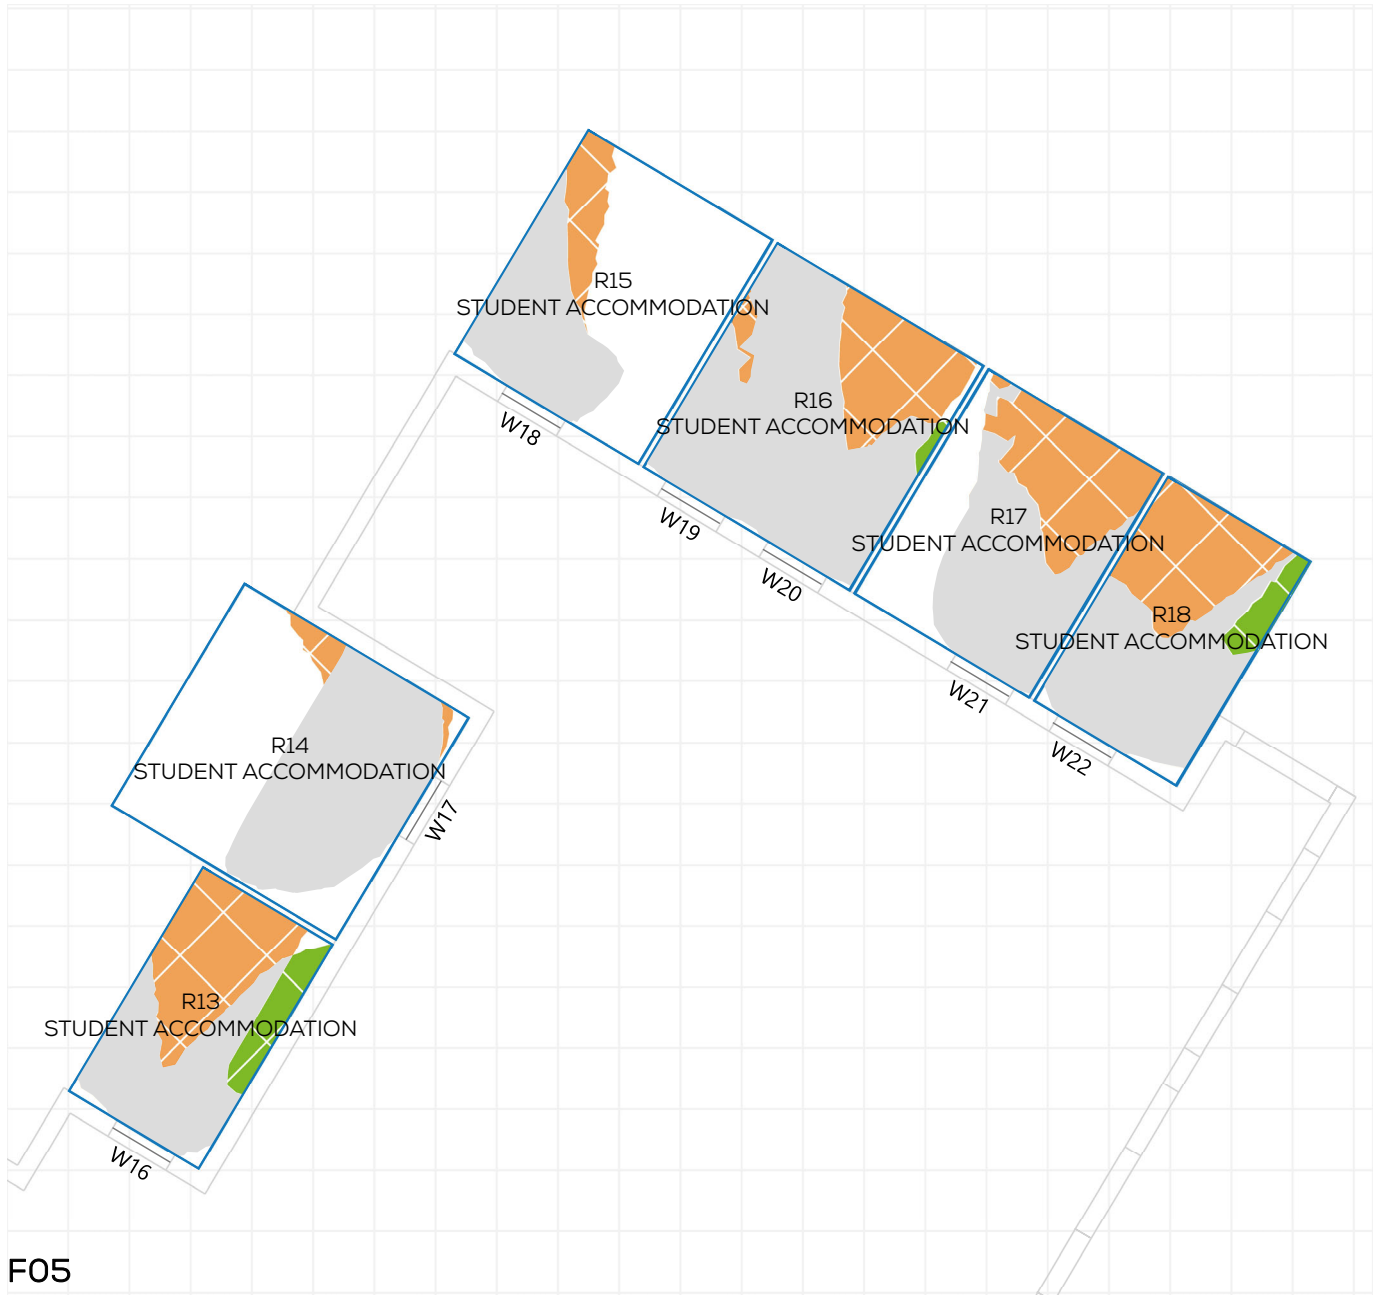 R15
STUDENT ACCOMMODATION
W18
R16
STUDENT ACCOMMODATION
W19
W20
R17
STUDENT ACCOMMODATION
W21
R18
STUDENT ACCOMMODATION
W22
R14
STUDENT ACCOMMODATION
W17
R13
STUDENT ACCOMMODATION
W16
F05